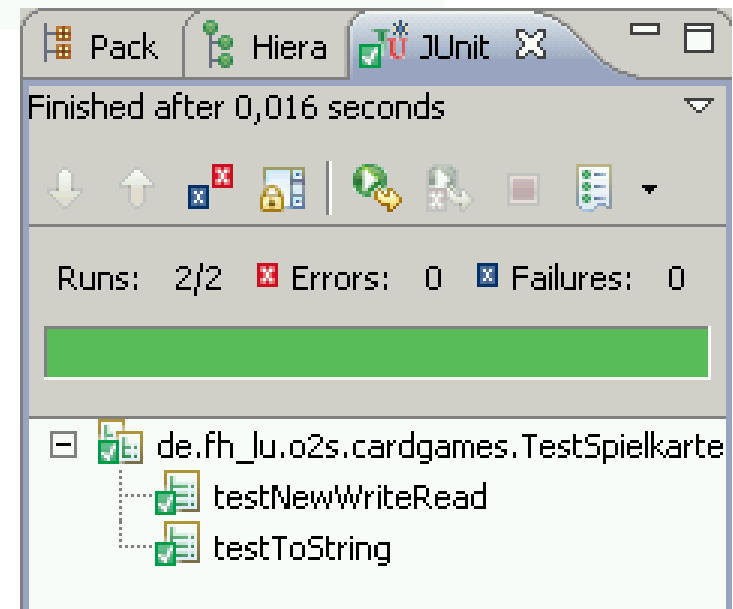 Pack Hiera JUnit
Finished after 0,016 seconds
Runs: 2/2 Errors: 0 Failures: 0
de.fh_lu.o2s.cardgames.TestSpielkarte
testNewWriteRead
testToString